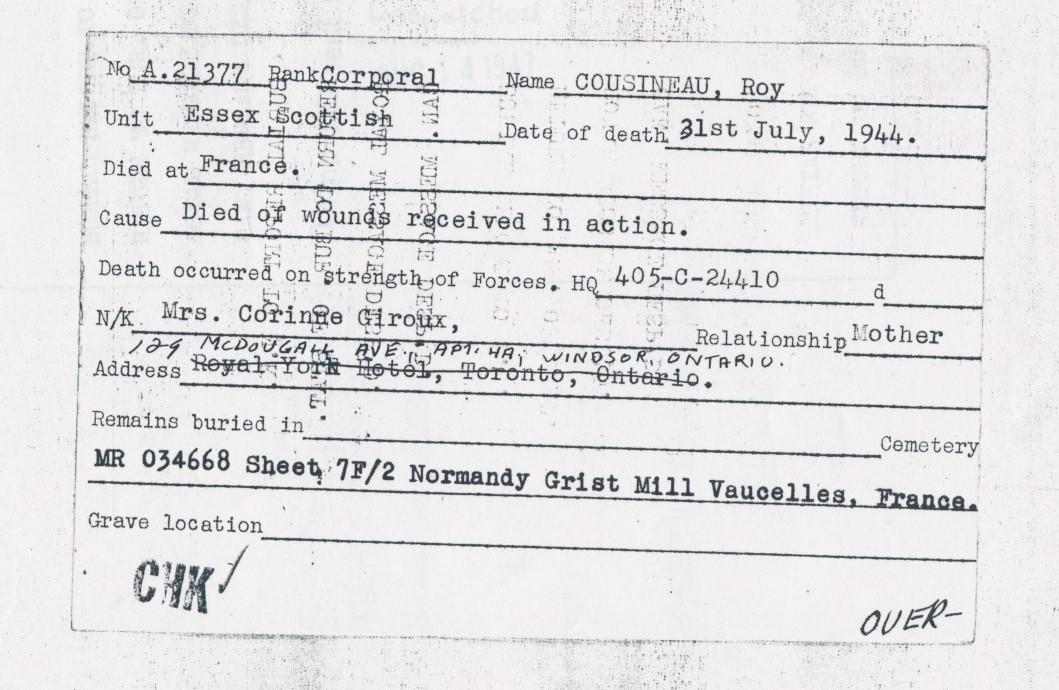 No A.21377 Rank Corporal Name COUSINEAU, Roy
Unit Essex Scottish Date of death 31st July, 1944.
Died at France.
Cause Died of wounds received in action.
Death occurred on strength of Forces. HQ 405-C-24410 d
N/K Mrs. Corinne Giroux, Relationship Mother
129 McDOUGALL AVE., APT. 4A, WINDSOR, ONTARIO.
Address Royal York Hotel, Toronto, Ontario.
Remains buried in Cemetery
MR 034668 Sheet 7F/2 Normandy Grist Mill Vaucelles, France.
Grave location
CHK
OVER-